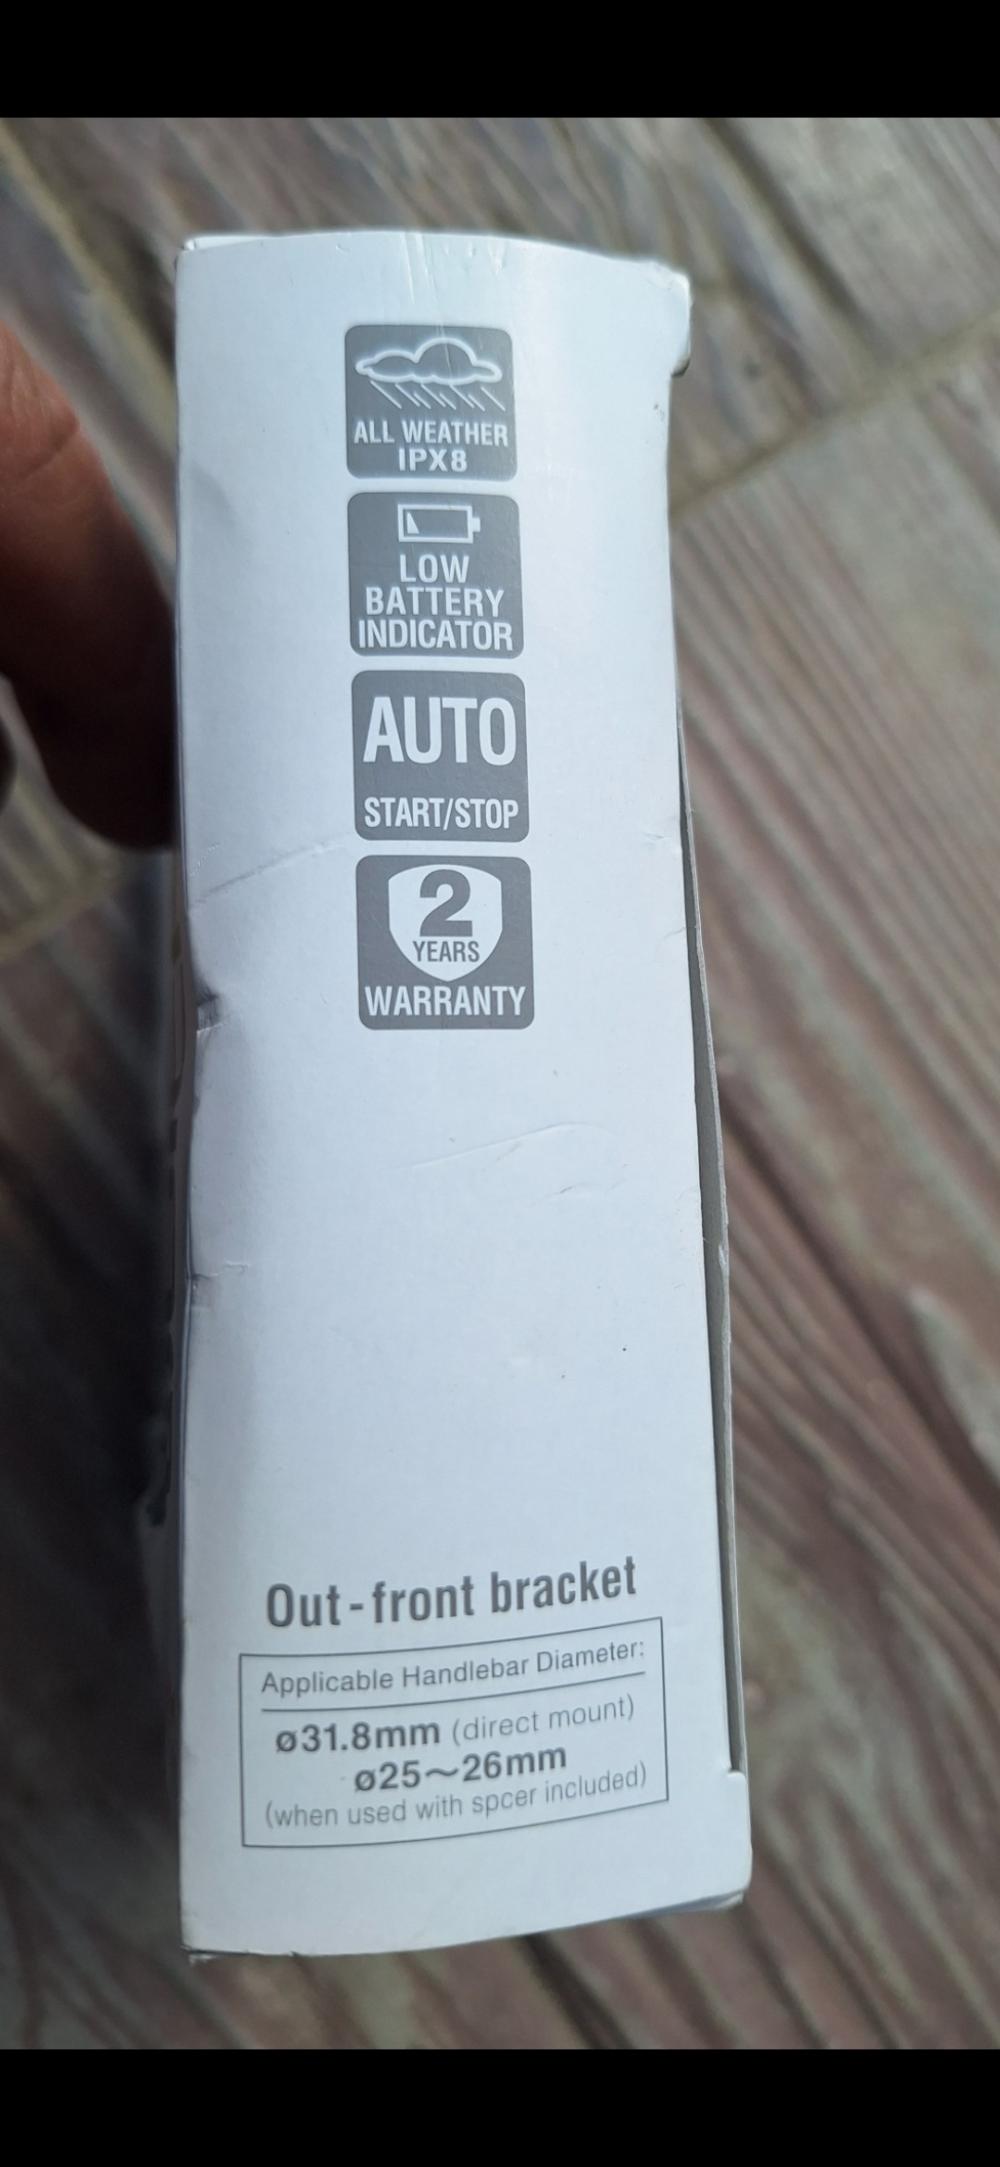 ALL WEATHER
IPX8
LOW
BATTERY
INDICATOR
AUTO
START/STOP
2
YEARS
WARRANTY
Out-front bracket
Applicable Handlebar Diameter:
ø31.8mm (direct mount)
ø25～26mm
(when used with spcer included)